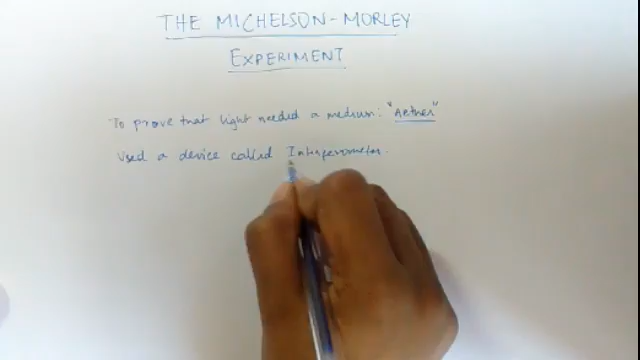 THE MICHELSON-MORLEY
EXPERIMENT
To prove that light needed a medium: "Aether"
Used a device called Interferometer.